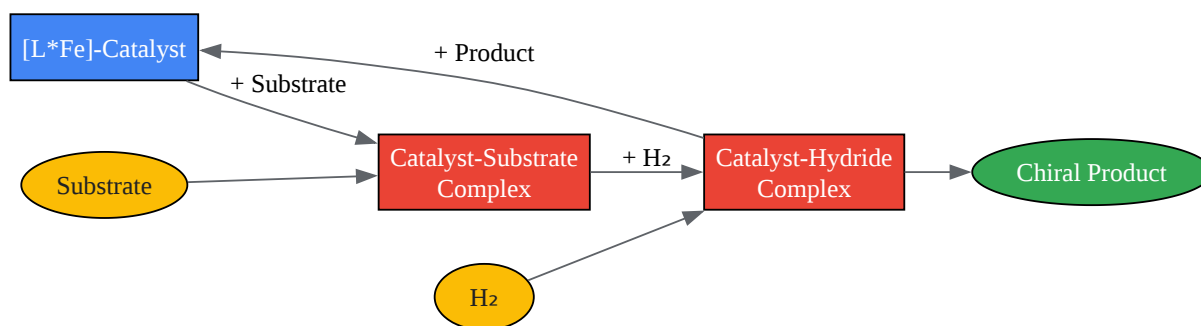 [L*Fe]-Catalyst
+ Product
+ Substrate
Substrate
Catalyst-Substrate
Complex
+ H₂
Catalyst-Hydride
Complex
Chiral Product
H₂